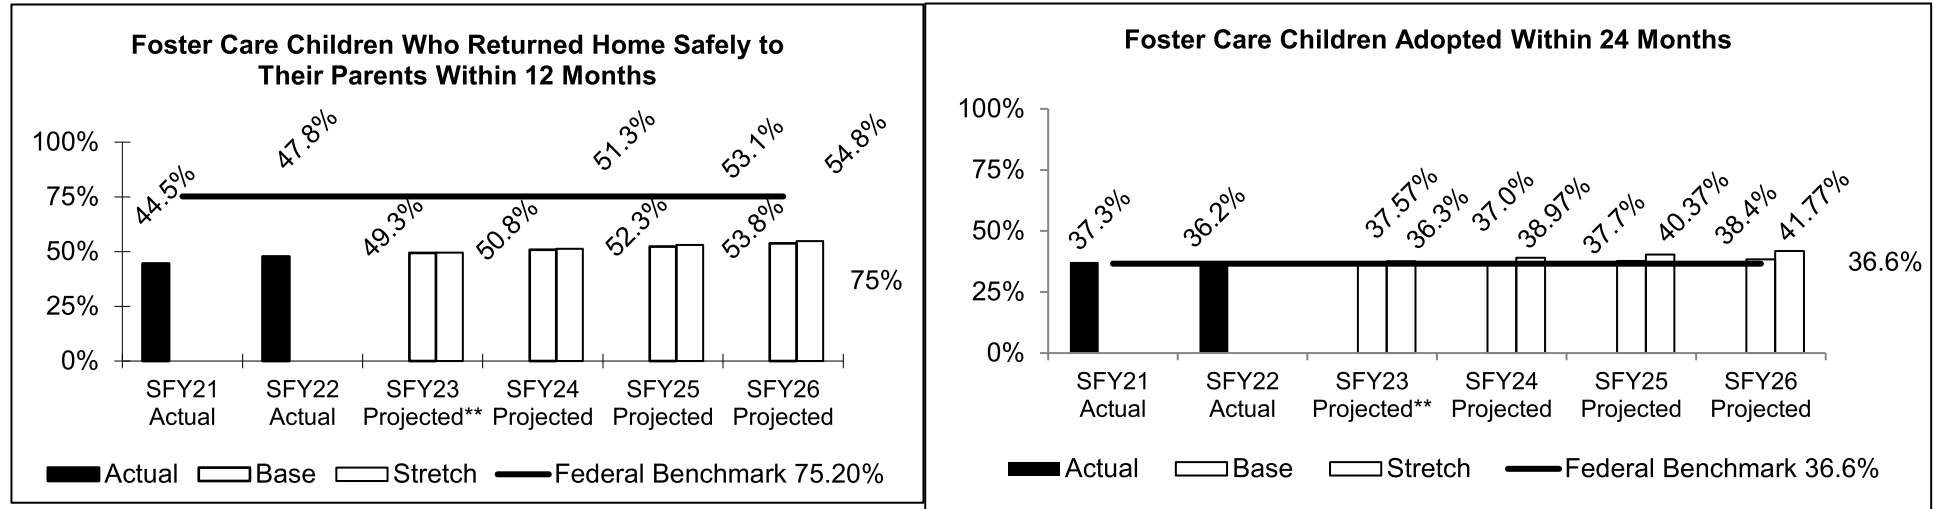 Foster Care Children Who Returned Home Safely to
Their Parents Within 12 Months
100%
75%
50%
25%
0%
44.5%
47.8%
49.3%
50.8%
51.3%
52.3%
53.1%
53.8%
54.8%
75%
SFY21
Actual
SFY22
Actual
SFY23
Projected**
SFY24
Projected
SFY25
Projected
SFY26
Projected
Actual
Base
Stretch
Federal Benchmark 75.20%
Foster Care Children Adopted Within 24 Months
100%
75%
50%
25%
0%
37.3%
36.2%
37.57%
36.3%
37.0%
38.97%
37.7%
40.37%
38.4%
41.77%
36.6%
SFY21
Actual
SFY22
Actual
SFY23
Projected**
SFY24
Projected
SFY25
Projected
SFY26
Projected
Actual
Base
Stretch
Federal Benchmark 36.6%